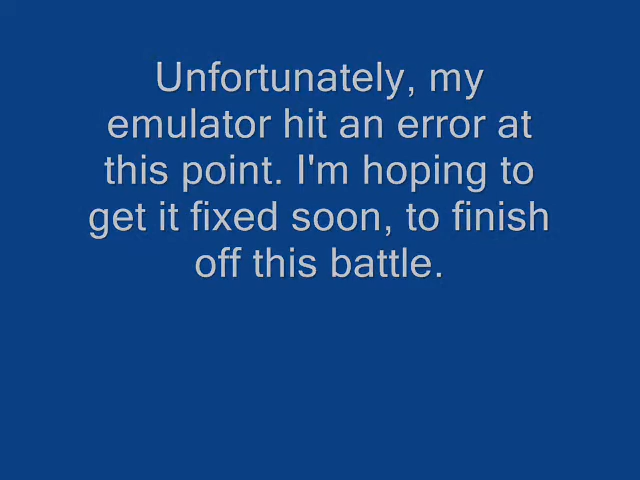 Unfortunately, my
emulator hit an error at
this point. I'm hoping to
get it fixed soon, to finish
off this battle.